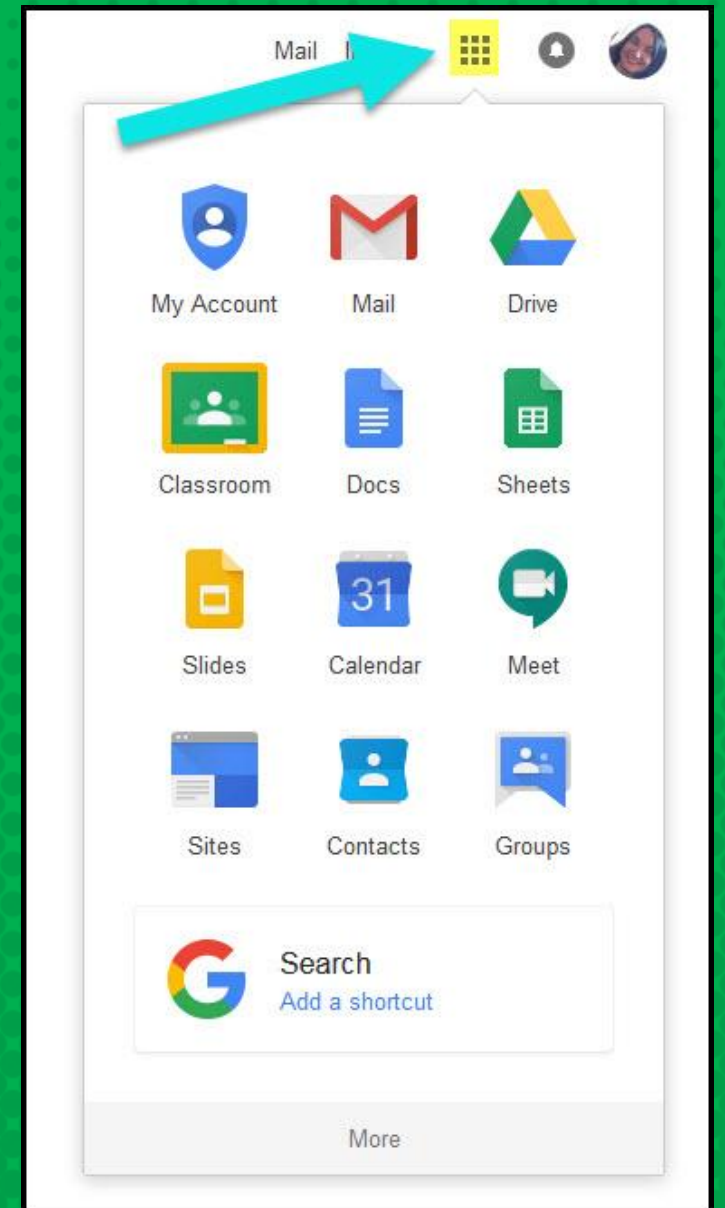 Mail
My Account Mail Drive
Classroom Docs Sheets
31
Slides Calendar Meet
Sites Contacts Groups
G
Search
Add a shortcut
More